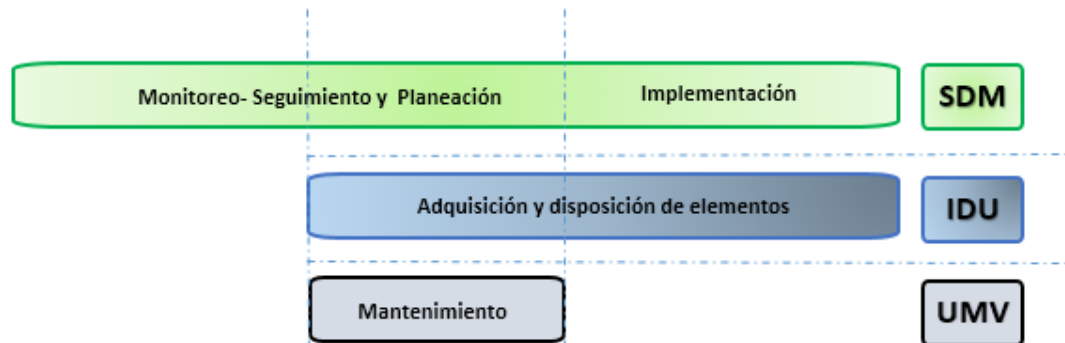 Monitoreo- Seguimiento y Planeación
Implementación
SDM
Adquisición y disposición de elementos
IDU
Mantenimiento
UMV